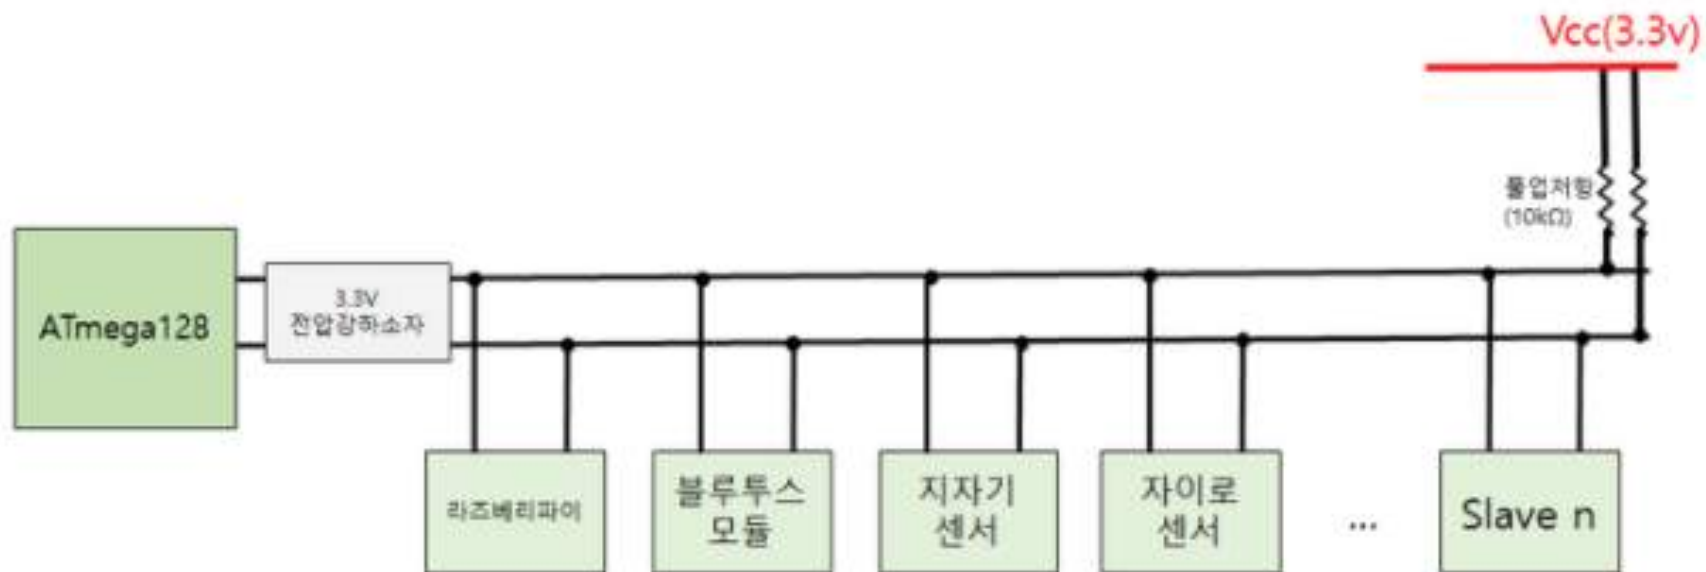 Vcc(3.3v)
풀업저항
(10kΩ)
ATmega128
3.3V
전압강하소자
라즈베리파이
블루투스
모듈
지자기
센서
자이로
센서
...
Slave n